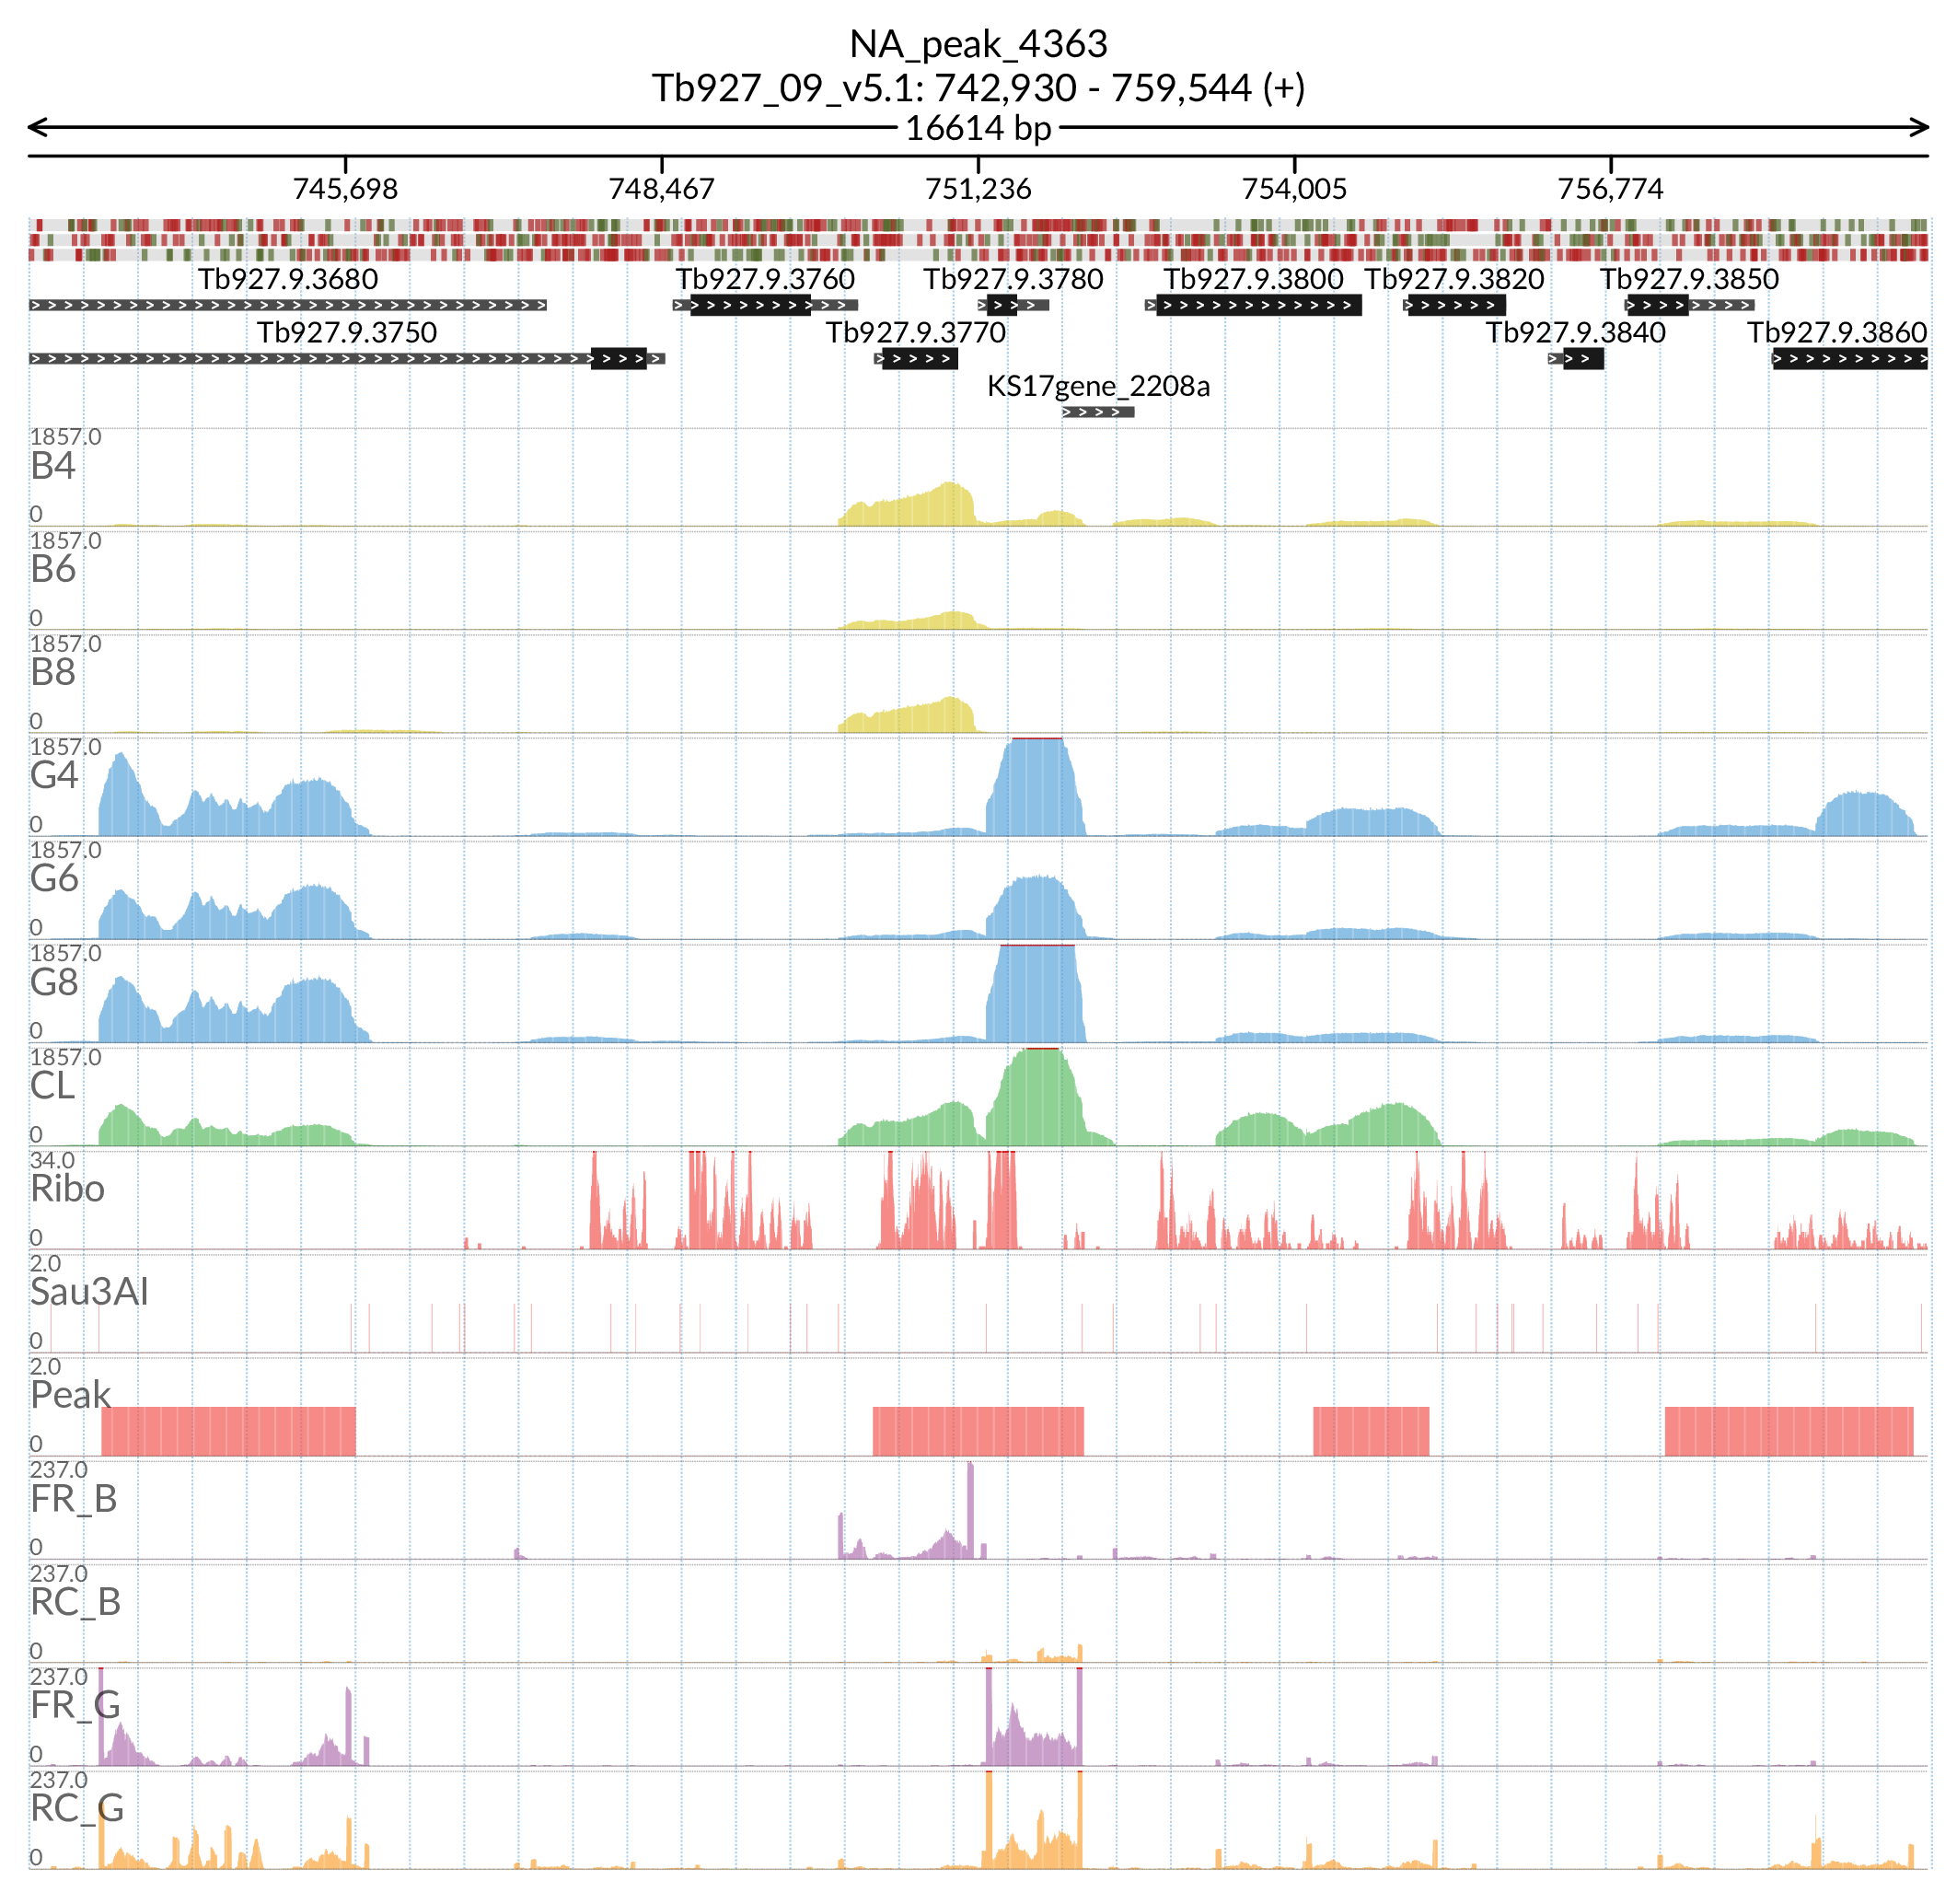 NA_peak_4363
Tb927_09_v5.1: 742,930 - 759,544 (+)
16614 bp
745,698 748,467 751,236 754,005 756,774
Tb927.9.3680 Tb927.9.3760 Tb927.9.3780 Tb927.9.3800 Tb927.9.3820 Tb927.9.3850
Tb927.9.3750 Tb927.9.3770 Tb927.9.3840 Tb927.9.3860
KS17gene_2208a
1857.0
B4
0
1857.0
B6
0
1857.0
B8
0
1857.0
G4
0
1857.0
G6
0
1857.0
G8
0
1857.0
CL
0
34.0
Ribo
0
2.0
Sau3AI
0
2.0
Peak
0
237.0
FR_B
0
237.0
RC_B
0
237.0
FR_G
0
237.0
RC_G
0